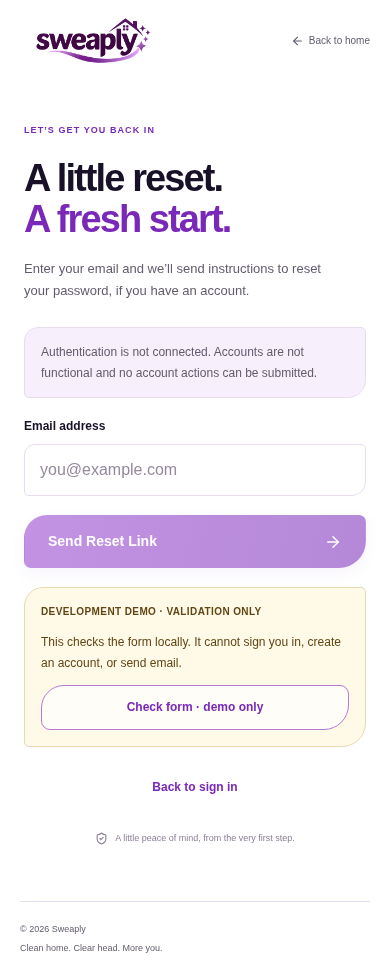 sweaply
Back to home
LET'S GET YOU BACK IN
A little reset.
A fresh start.
Enter your email and we'll send instructions to reset
your password, if you have an account.
Authentication is not connected. Accounts are not
functional and no account actions can be submitted.
Email address
you@example.com
Send Reset Link
DEVELOPMENT DEMO · VALIDATION ONLY
This checks the form locally. It cannot sign you in, create
an account, or send email.
Check form · demo only
Back to sign in
A little peace of mind, from the very first step.
© 2026 Sweaply
Clean home. Clear head. More you.